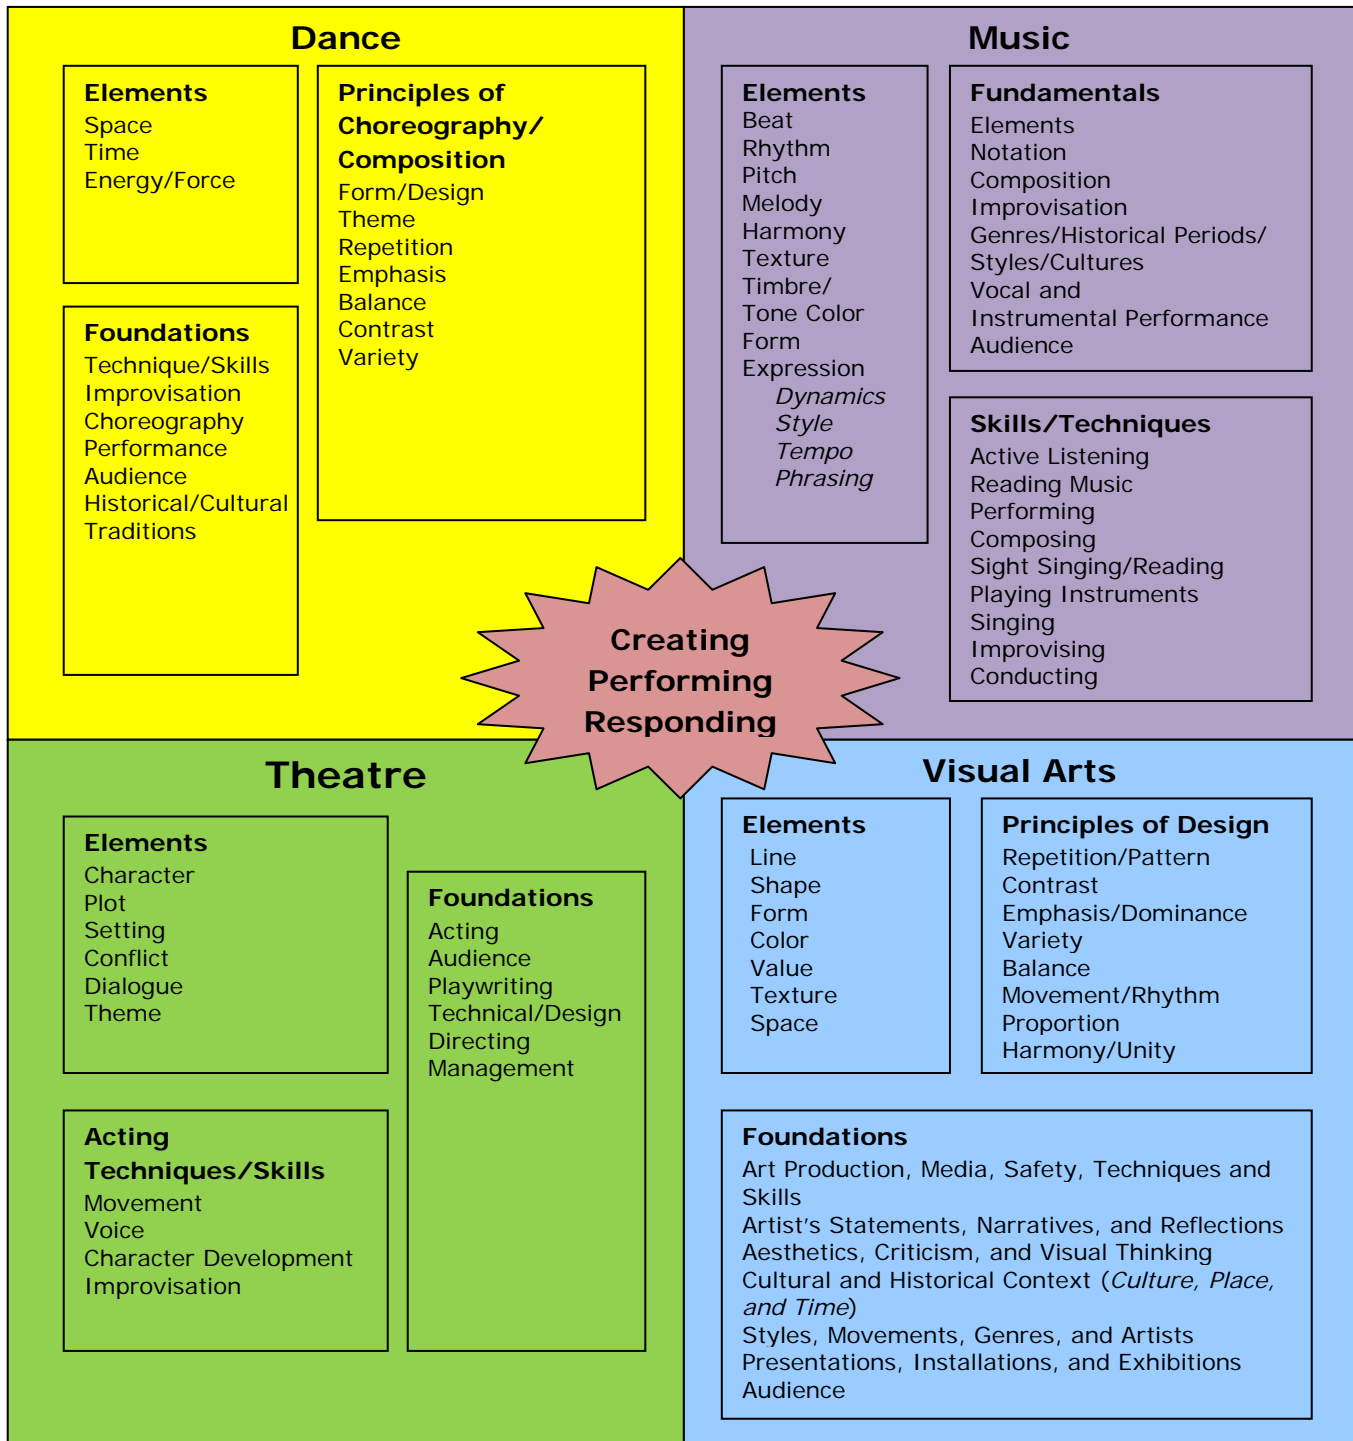 Dance
Elements
Space
Time
Energy/Force
Principles of
Choreography/
Composition
Form/Design
Theme
Repetition
Emphasis
Balance
Contrast
Variety
Foundations
Technique/Skills
Improvisation
Choreography
Performance
Audience
Historical/Cultural
Traditions
Music
Elements
Beat
Rhythm
Pitch
Melody
Harmony
Texture
Timbre/
Tone Color
Form
Expression
Dynamics
Style
Tempo
Phrasing
Fundamentals
Elements
Notation
Composition
Improvisation
Genres/Historical Periods/
Styles/Cultures
Vocal and
Instrumental Performance
Audience
Skills/Techniques
Active Listening
Reading Music
Performing
Composing
Sight Singing/Reading
Playing Instruments
Singing
Improvising
Conducting
Creating
Performing
Responding
Theatre
Elements
Character
Plot
Setting
Conflict
Dialogue
Theme
Foundations
Acting
Audience
Playwriting
Technical/Design
Directing
Management
Acting
Techniques/Skills
Movement
Voice
Character Development
Improvisation
Visual Arts
Elements
Line
Shape
Form
Color
Value
Texture
Space
Principles of Design
Repetition/Pattern
Contrast
Emphasis/Dominance
Variety
Balance
Movement/Rhythm
Proportion
Harmony/Unity
Foundations
Art Production, Media, Safety, Techniques and
Skills
Artist’s Statements, Narratives, and Reflections
Aesthetics, Criticism, and Visual Thinking
Cultural and Historical Context (Culture, Place,
and Time)
Styles, Movements, Genres, and Artists
Presentations, Installations, and Exhibitions
Audience